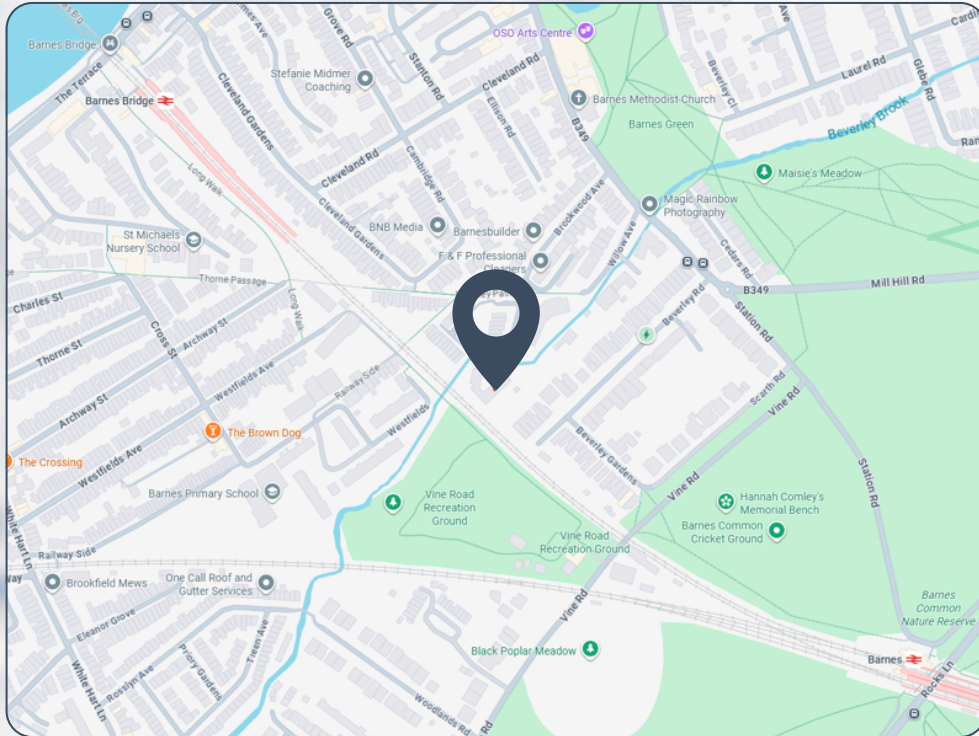 OSO Arts Centre
Barnes Bridge
The Terrace
Barnes Bridge
Grove Rd
Stanton Rd
Stefanie Midmer
Coaching
Cleveland Rd
Cleveland Gardens
Ellison Rd
B349
Barnes Methodist Church
Barnes Green
Beverley Ct
Laurel Rd
Glebe Rd
Beverley Brook
Maisie's Meadow
Magic Rainbow
Photography
Long Walk
Cleveland Rd
Cambridge Rd
Cleveland Gardens
BNB Media
Barnesbuilder
Brookwood Ave
F & F Professional
Cleaners
Willow Ave
Cedars Rd
B349
Mill Hill Rd
St Michaels
Nursery School
Thorne Passage
Long Walk
Beverley Rd
Station Rd
Charles St
Cross St
Archway St
Thorne St
Westfields Ave
Railway Side
Archway St
Westfields
The Brown Dog
The Crossing
Westfields Ave
Scarth Rd
Vine Rd
Beverley Gardens
Vine Rd
Station Rd
Barnes Primary School
Vine Road
Recreation
Ground
Hannah Comley's
Memorial Bench
Barnes Common
Cricket Ground
Vine Road
Recreation Ground
White Hart Ln
Railway Side
Way
Brookfield Mews
One Call Roof and
Gutter Services
Eleanor Grove
Priory Gardens
Treen Ave
Rosslyn Ave
White Hart Ln
Vine Rd
Black Poplar Meadow
Woodlands Rd
Rd
Barnes
Common
Nature Reserve
Barnes
Rocks Ln